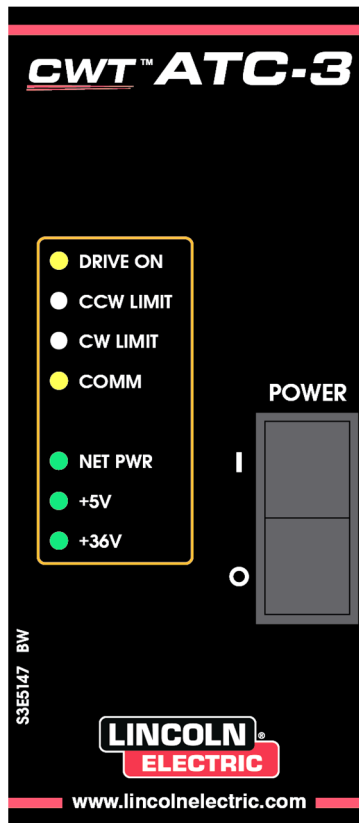 CWT™ ATC-3
DRIVE ON
CCW LIMIT
CW LIMIT
COMM
POWER
NET PWR
I
+5V
+36V
O
S3E5147 BW
LINCOLN®
ELECTRIC
www.lincolnelectric.com